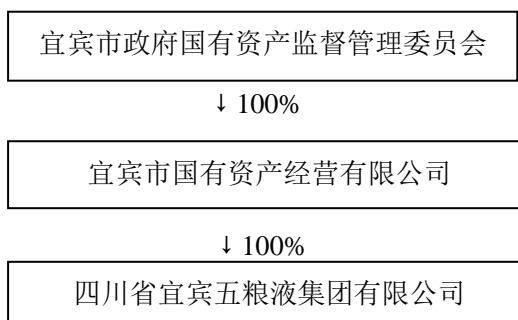 宜宾市政府国有资产监督管理委员会
↓100%
宜宾市国有资产经营有限公司
↓100%
四川省宜宾五粮液集团有限公司